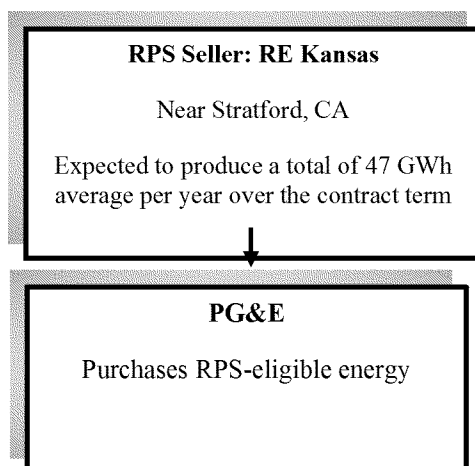 RPS Seller: RE Kansas
Near Stratford, CA
Expected to produce a total of 47 GWh
average per year over the contract term
PG&E
Purchases RPS-eligible energy